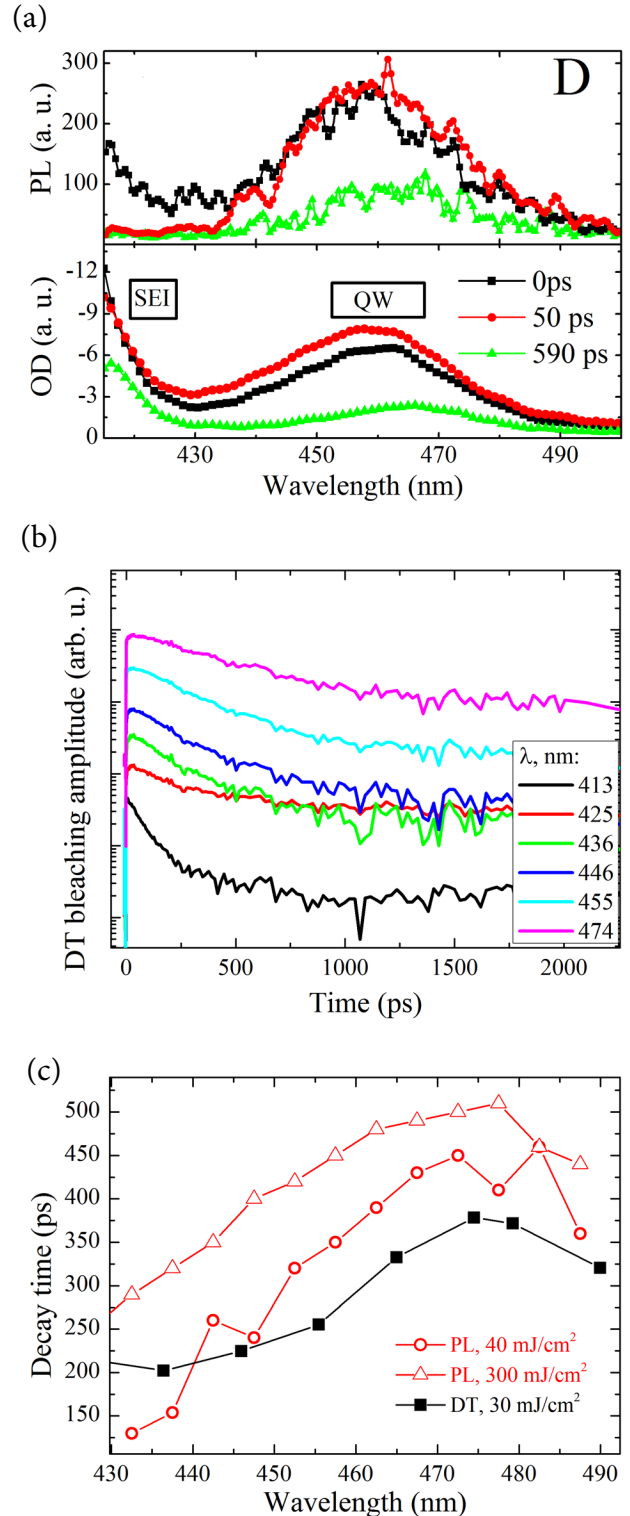 (a)
D
PL (a. u.)
300
200
100
OD (a. u.)
-12
-9
-6
-3
0
SEI
QW
0ps
50 ps
590 ps
430
450
470
490
Wavelength (nm)
(b)
DT bleaching amplitude (arb. u.)
λ, nm:
413
425
436
446
455
474
0
500
1000
1500
2000
Time (ps)
(c)
Decay time (ps)
500
450
400
350
300
250
200
150
PL, 40 mJ/cm²
PL, 300 mJ/cm²
DT, 30 mJ/cm²
430
440
450
460
470
480
490
Wavelength (nm)